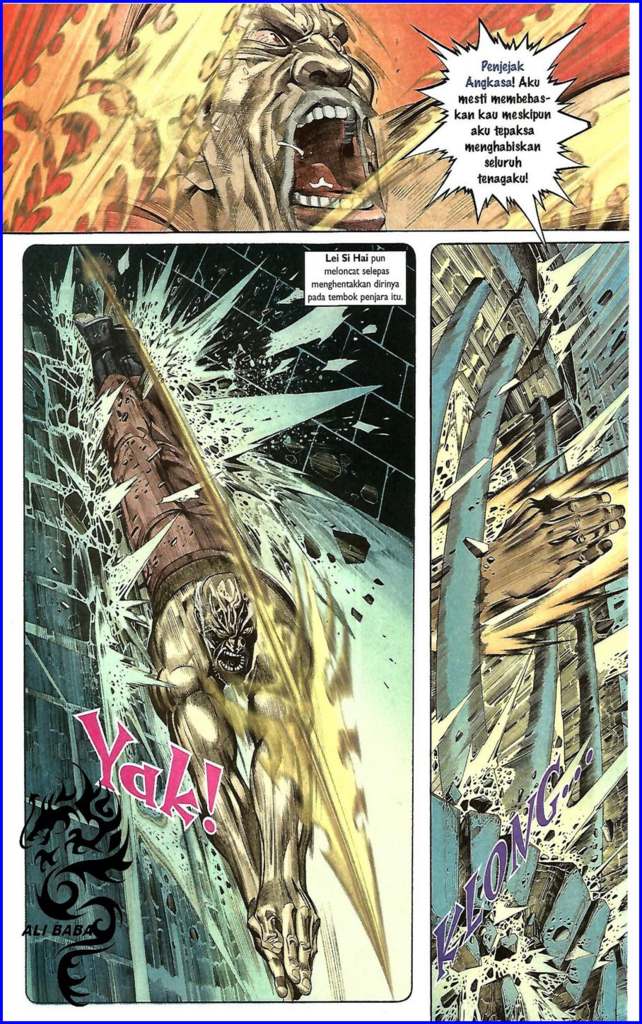 Penjejak
Angkasa! Aku
mesti membebas-
kan kau meskipun
aku tepaksa
menghabiskan
seluruh
tenagaku!
Lei Si Hai pun
meloncat selepas
menghentakkan dirinya
pada tembok penjara itu.
Yak!
KLONG...
ALI BABA